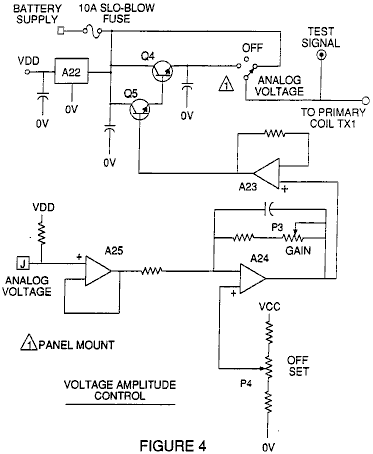 BATTERY
SUPPLY
10A SLO-BLOW
FUSE
TEST
SIGNAL
Q4
OFF
VDD
A22
1
ANALOG
VOLTAGE
Q5
0V
0V
0V
0V
TO PRIMARY
COIL TX1
A23
+
VDD
P3
GAIN
J
ANALOG
VOLTAGE
+
A25
A24
+
VCC
1 PANEL MOUNT
OFF
SET
P4
VOLTAGE AMPLITUDE
CONTROL
0V
FIGURE 4